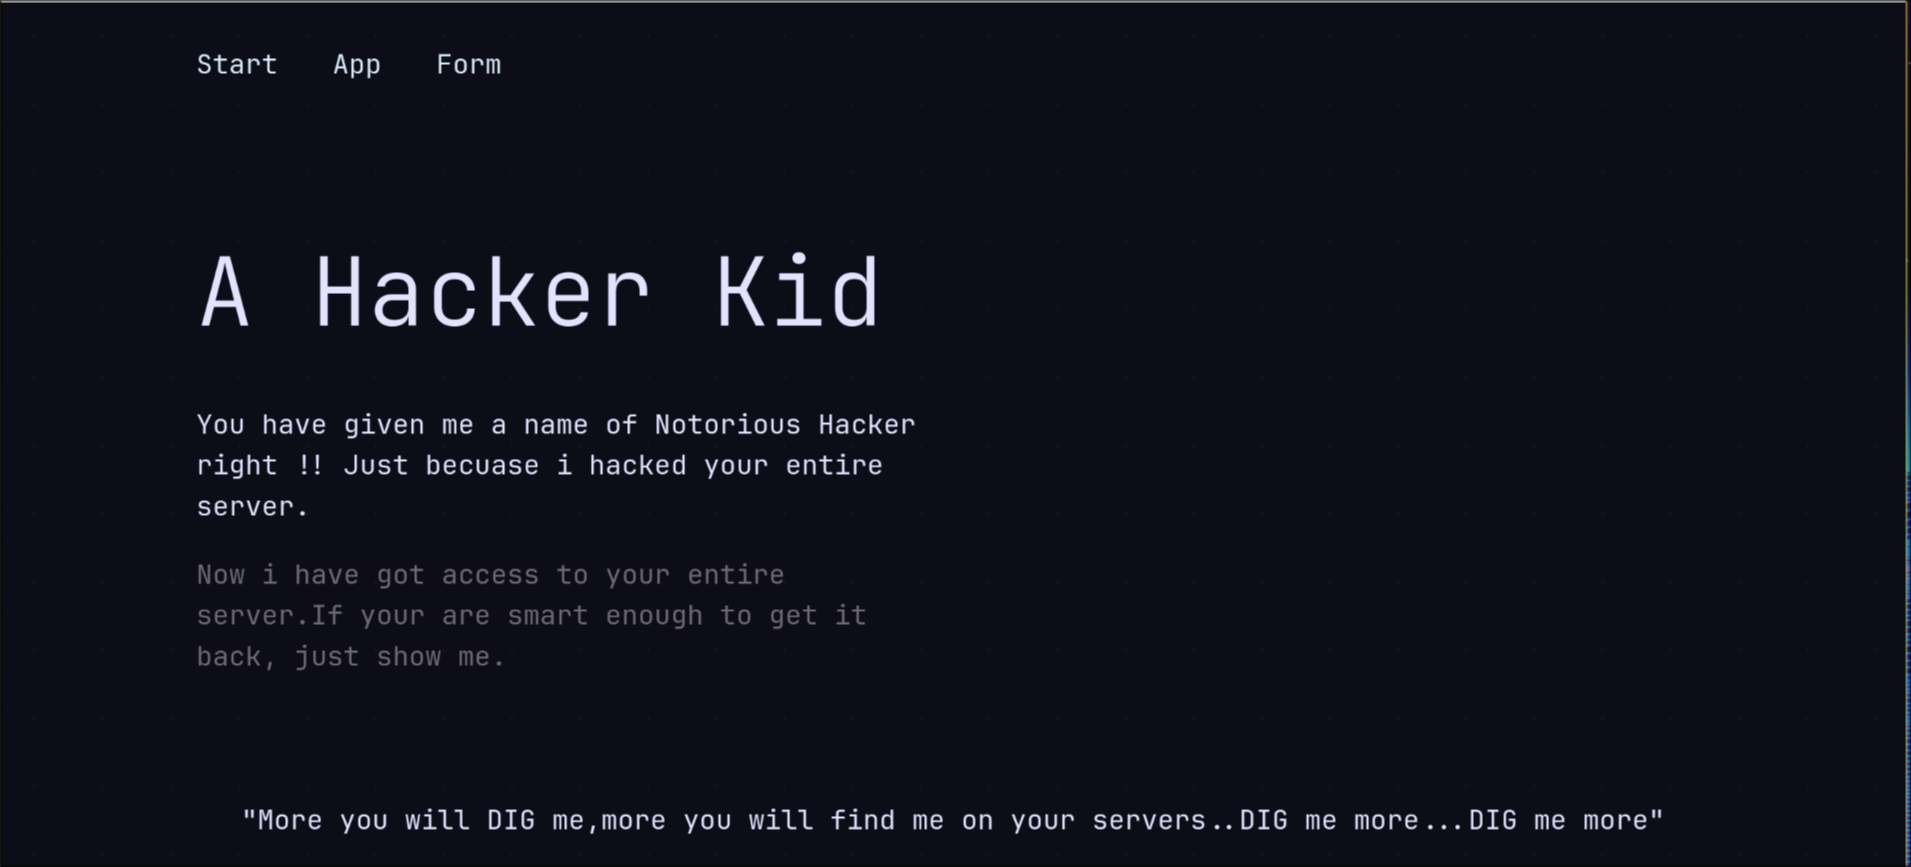 Start App Form
A Hacker Kid
You have given me a name of Notorious Hacker
right !! Just becuase i hacked your entire
server.
Now i have got access to your entire
server.If your are smart enough to get it
back, just show me.
"More you will DIG me,more you will find me on your servers..DIG me more...DIG me more"